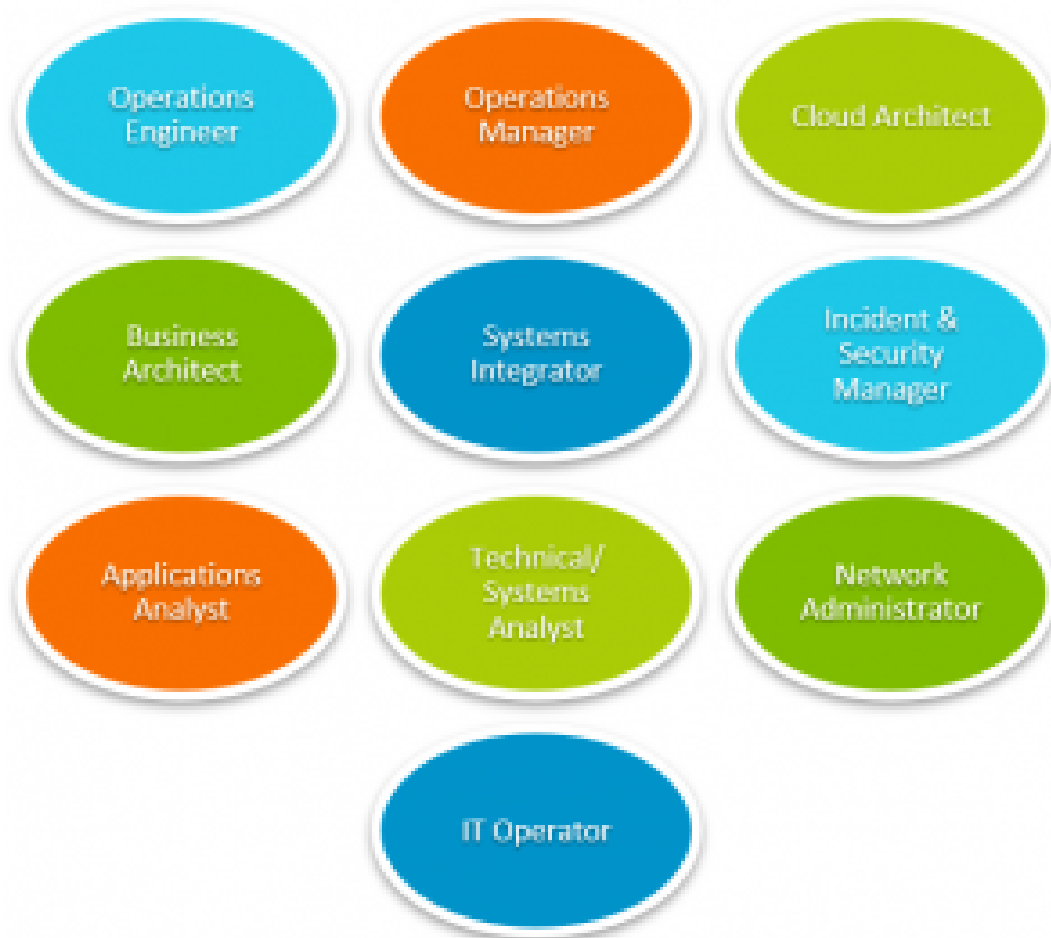 Operations
Engineer
Operations
Manager
Cloud Architect
Business
Architect
Systems
Integrator
Incident &
Security
Manager
Applications
Analyst
Technical/
Systems
Analyst
Network
Administrator
IT Operator